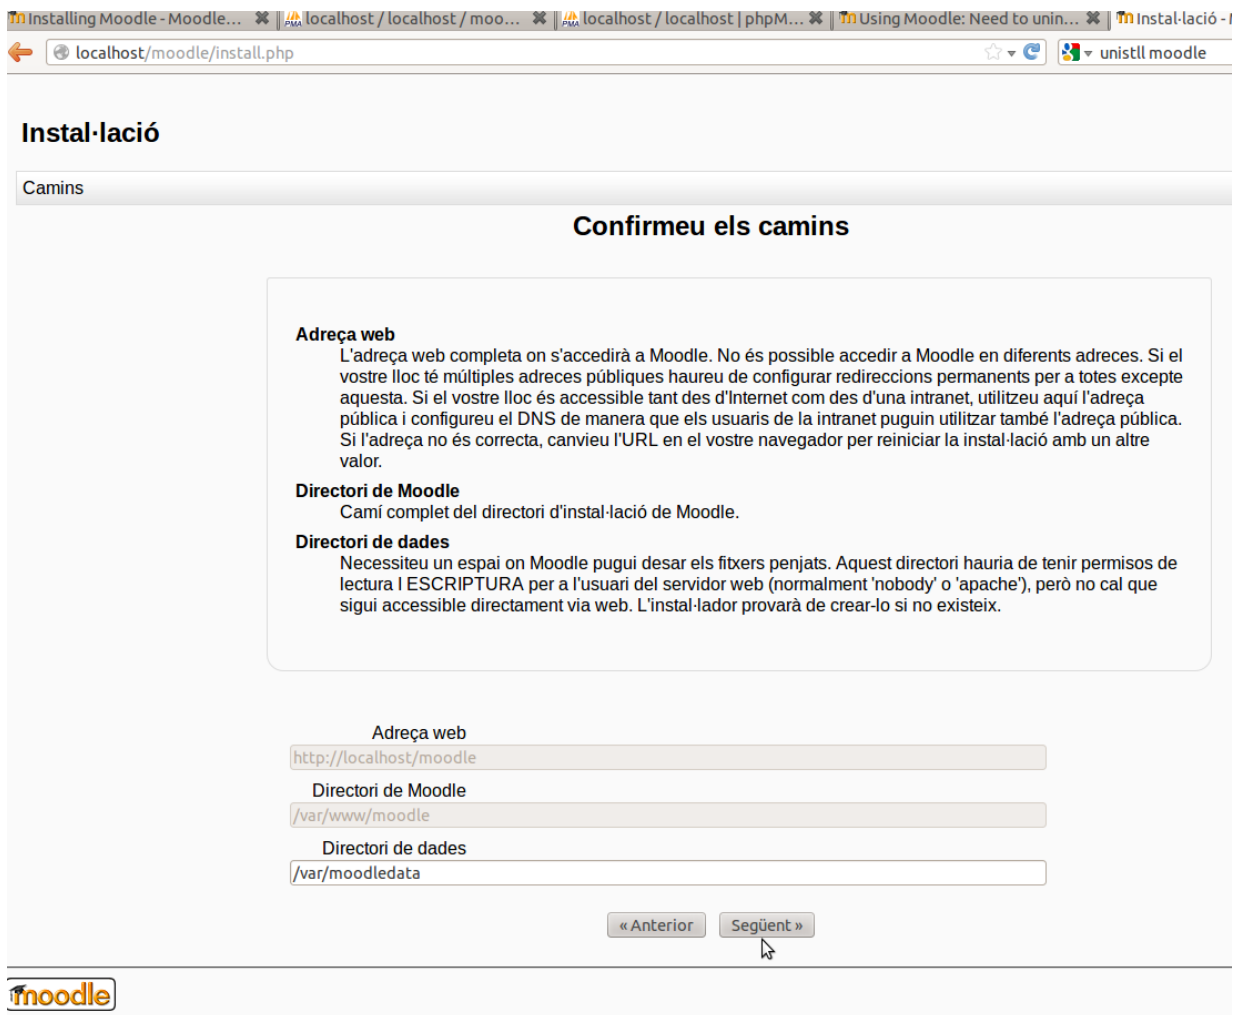 Installing Moodle - Moodle...
localhost / localhost / moo...
localhost / localhost | phpM...
Using Moodle: Need to unin...
Instal·lació -
localhost/moodle/install.php
unistll moodle
Instal·lació
Camins
Confirmeu els camins
Adreça web
L'adreça web completa on s'accedirà a Moodle. No és possible accedir a Moodle en diferents adreces. Si el
vostre lloc té múltiples adreces públiques haureu de configurar redireccions permanents per a totes excepte
aquesta. Si el vostre lloc és accessible tant des d'Internet com des d'una intranet, utilitzeu aquí l'adreça
pública i configureu el DNS de manera que els usuaris de la intranet puguin utilitzar també l'adreça pública.
Si l'adreça no és correcta, canvieu l'URL en el vostre navegador per reiniciar la instal·lació amb un altre
valor.
Directori de Moodle
Camí complet del directori d'instal·lació de Moodle.
Directori de dades
Necessiteu un espai on Moodle pugui desar els fitxers penjats. Aquest directori hauria de tenir permisos de
lectura I ESCRIPTURA per a l'usuari del servidor web (normalment 'nobody' o 'apache'), però no cal que
sigui accessible directament via web. L'instal·lador provarà de crear-lo si no existeix.
Adreça web
http://localhost/moodle
Directori de Moodle
/var/www/moodle
Directori de dades
/var/moodledata
« Anterior
Següent »
moodle